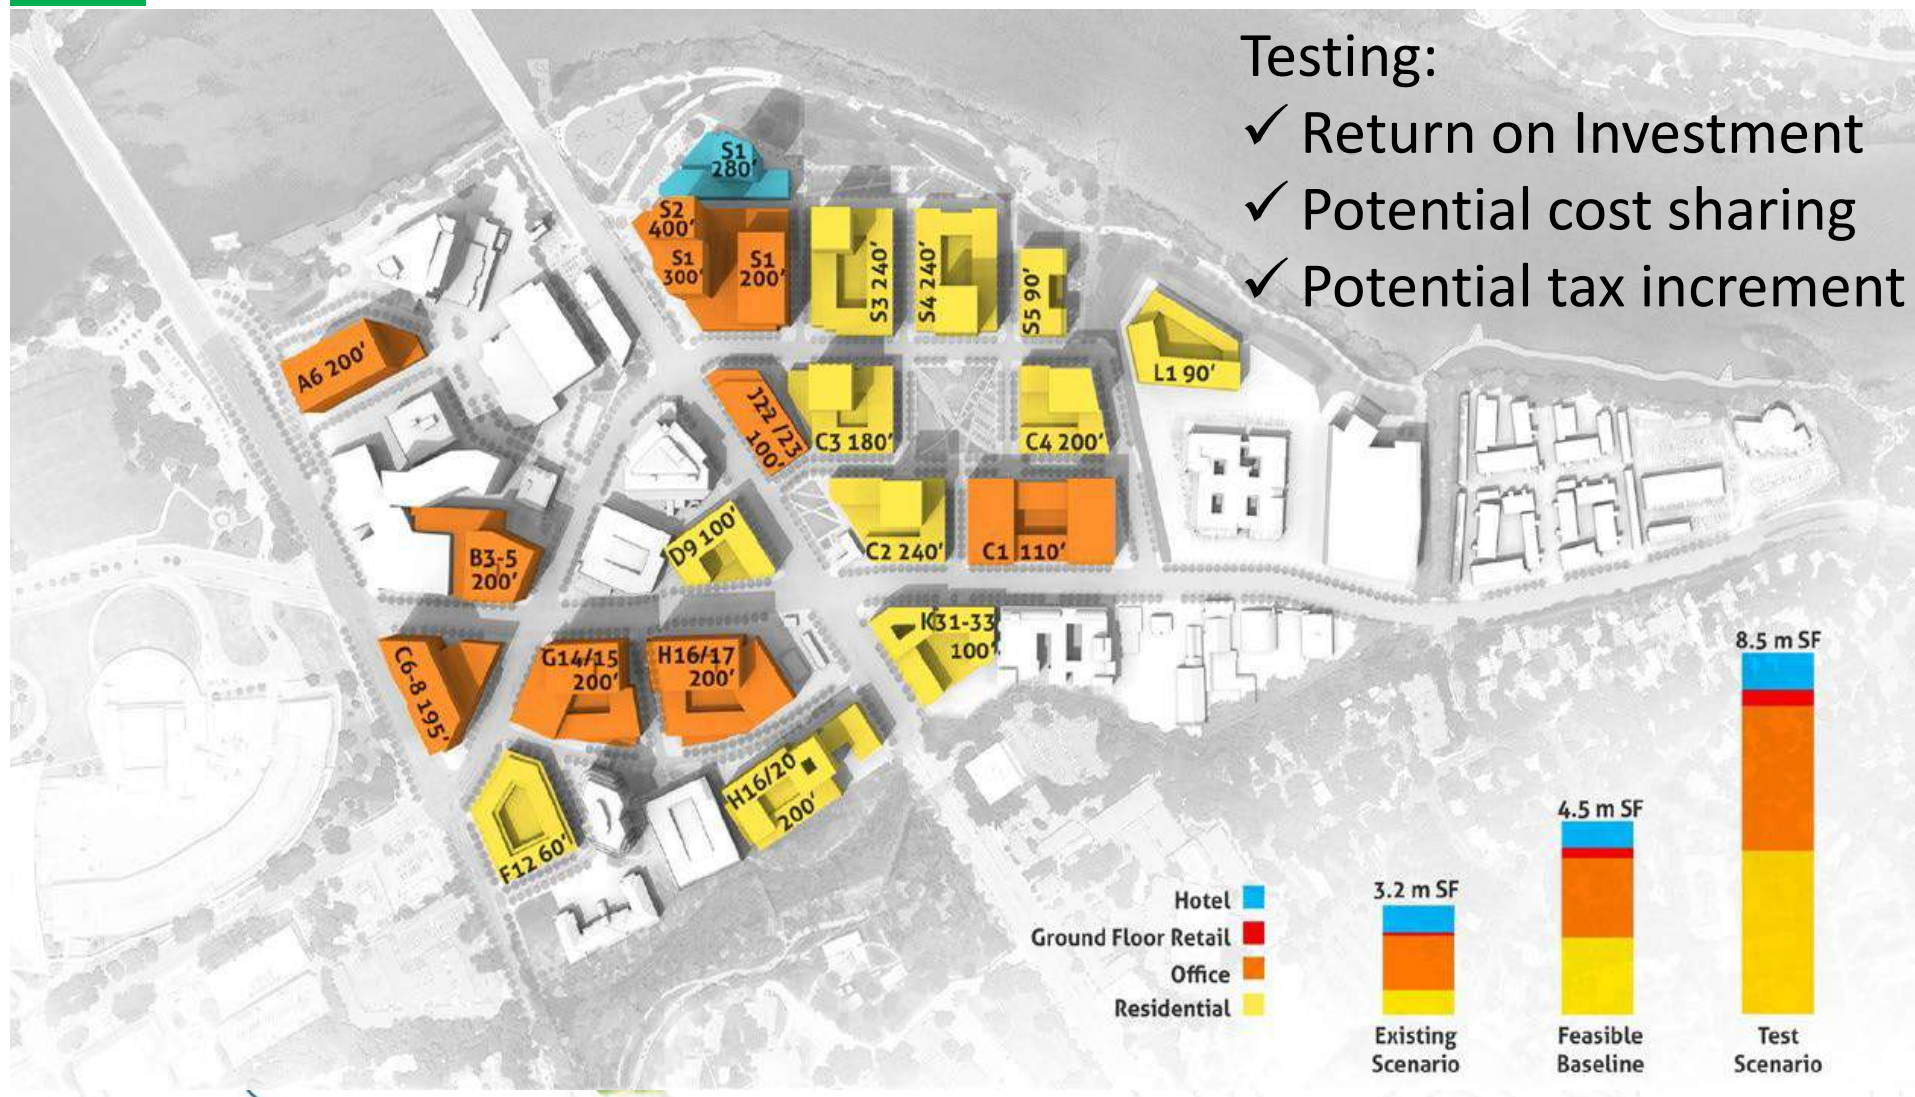 Testing:
✓ Return on Investment
✓ Potential cost sharing
✓ Potential tax increment
S1
280'
S2
400'
S1
300'
S1
200'
S3 240'
S4 240'
S5 90'
L1 90'
A6 200'
J22/23
100'
C3 180'
C4 200'
B3-5
200'
D9 100'
C2 240'
C1 110'
K31-33
100'
C6-8 195'
G14/15
200'
H16/17
200'
F12 60'
H16/20
200'
Hotel
Ground Floor Retail
Office
Residential
3.2 m SF
Existing
Scenario
4.5 m SF
Feasible
Baseline
8.5 m SF
Test
Scenario